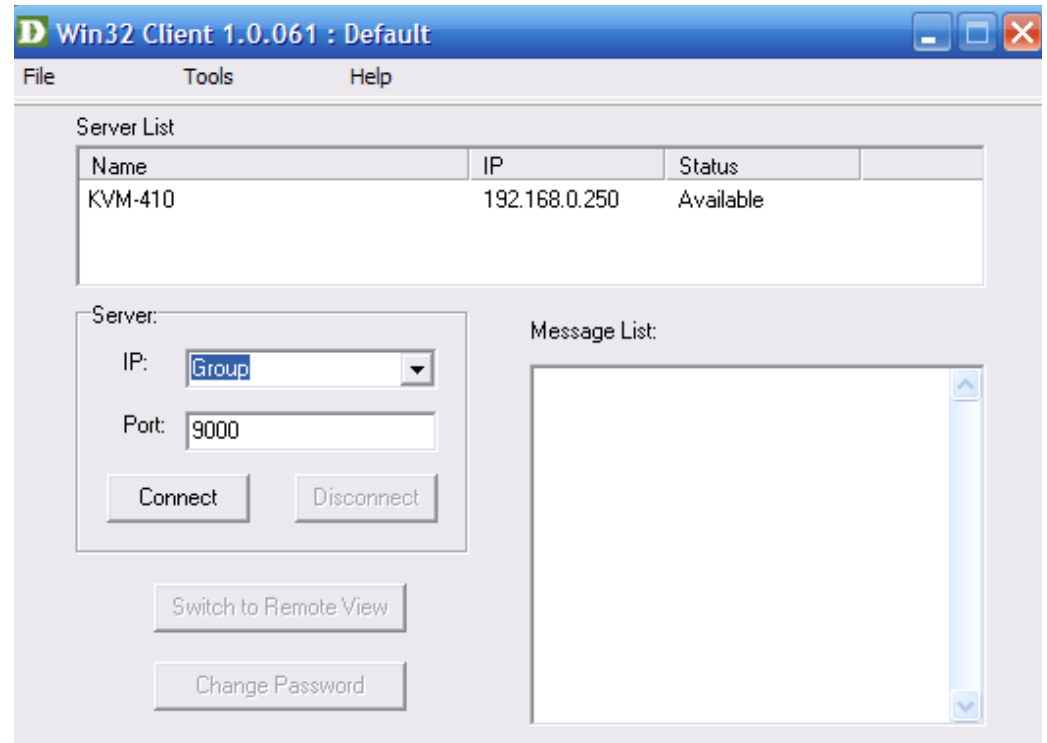 D Win32 Client 1.0.061 : Default
File Tools Help
Server List
Name IP Status
KVM-410 192.168.0.250 Available
Server:
IP: Group
Port: 9000
Connect Disconnect
Switch to Remote View
Change Password
Message List: